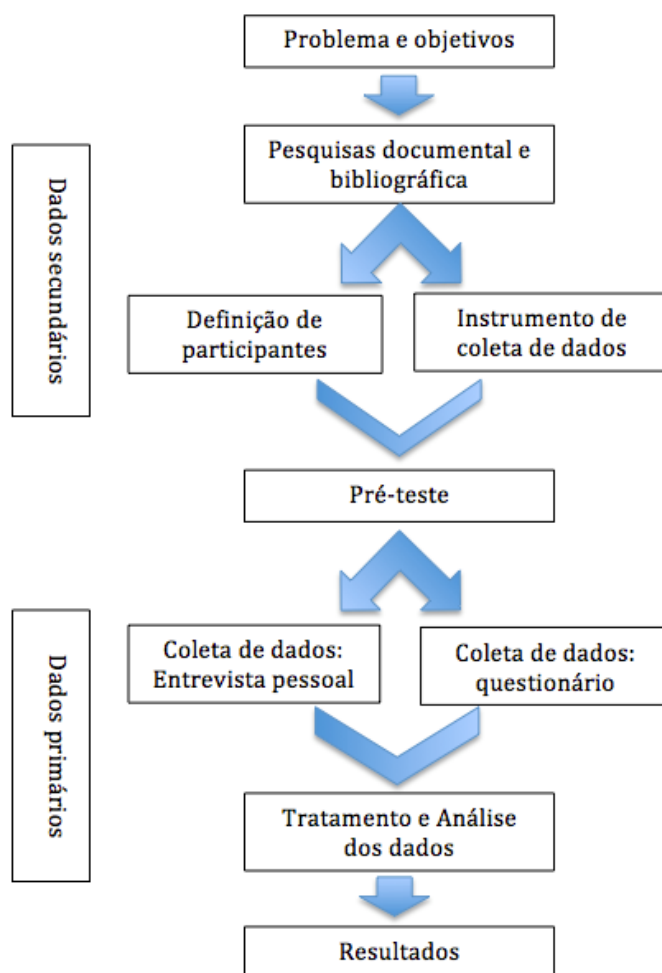 Problema e objetivos
Pesquisas documental e
bibliográfica
Dados secundários
Definição de
participantes
Instrumento de
coleta de dados
Pré-teste
Dados primários
Coleta de dados:
Entrevista pessoal
Coleta de dados:
questionário
Tratamento e Análise
dos dados
Resultados